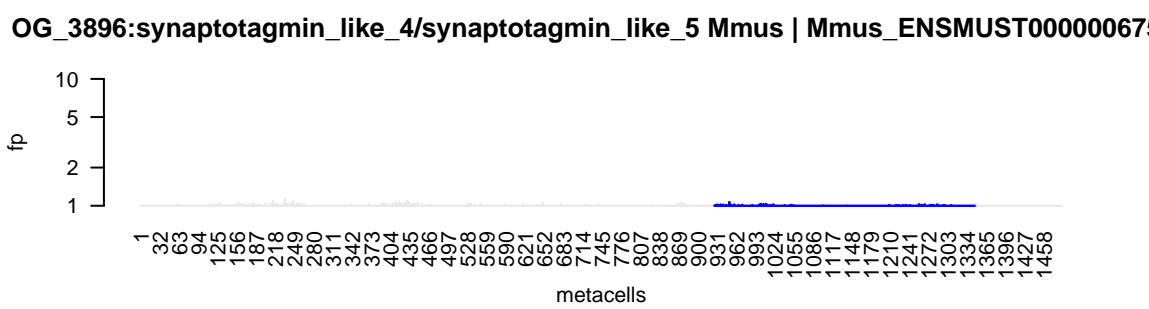 OG_3896:synaptotagmin_like_4/synaptotagmin_like_5 Mmus | Mmus_ENSMUST00000067
10
5
2
1
fp
1 32 63 94 125 156 187 218 249 280 311 342 373 404 435 466 497 528 559 590 621 652 683 714 745 776 807 838 869 900 931 962 993 1024 1055 1086 1117 1148 1179 1210 1241 1272 1303 1334 1365 1396 1427 1458
metacells